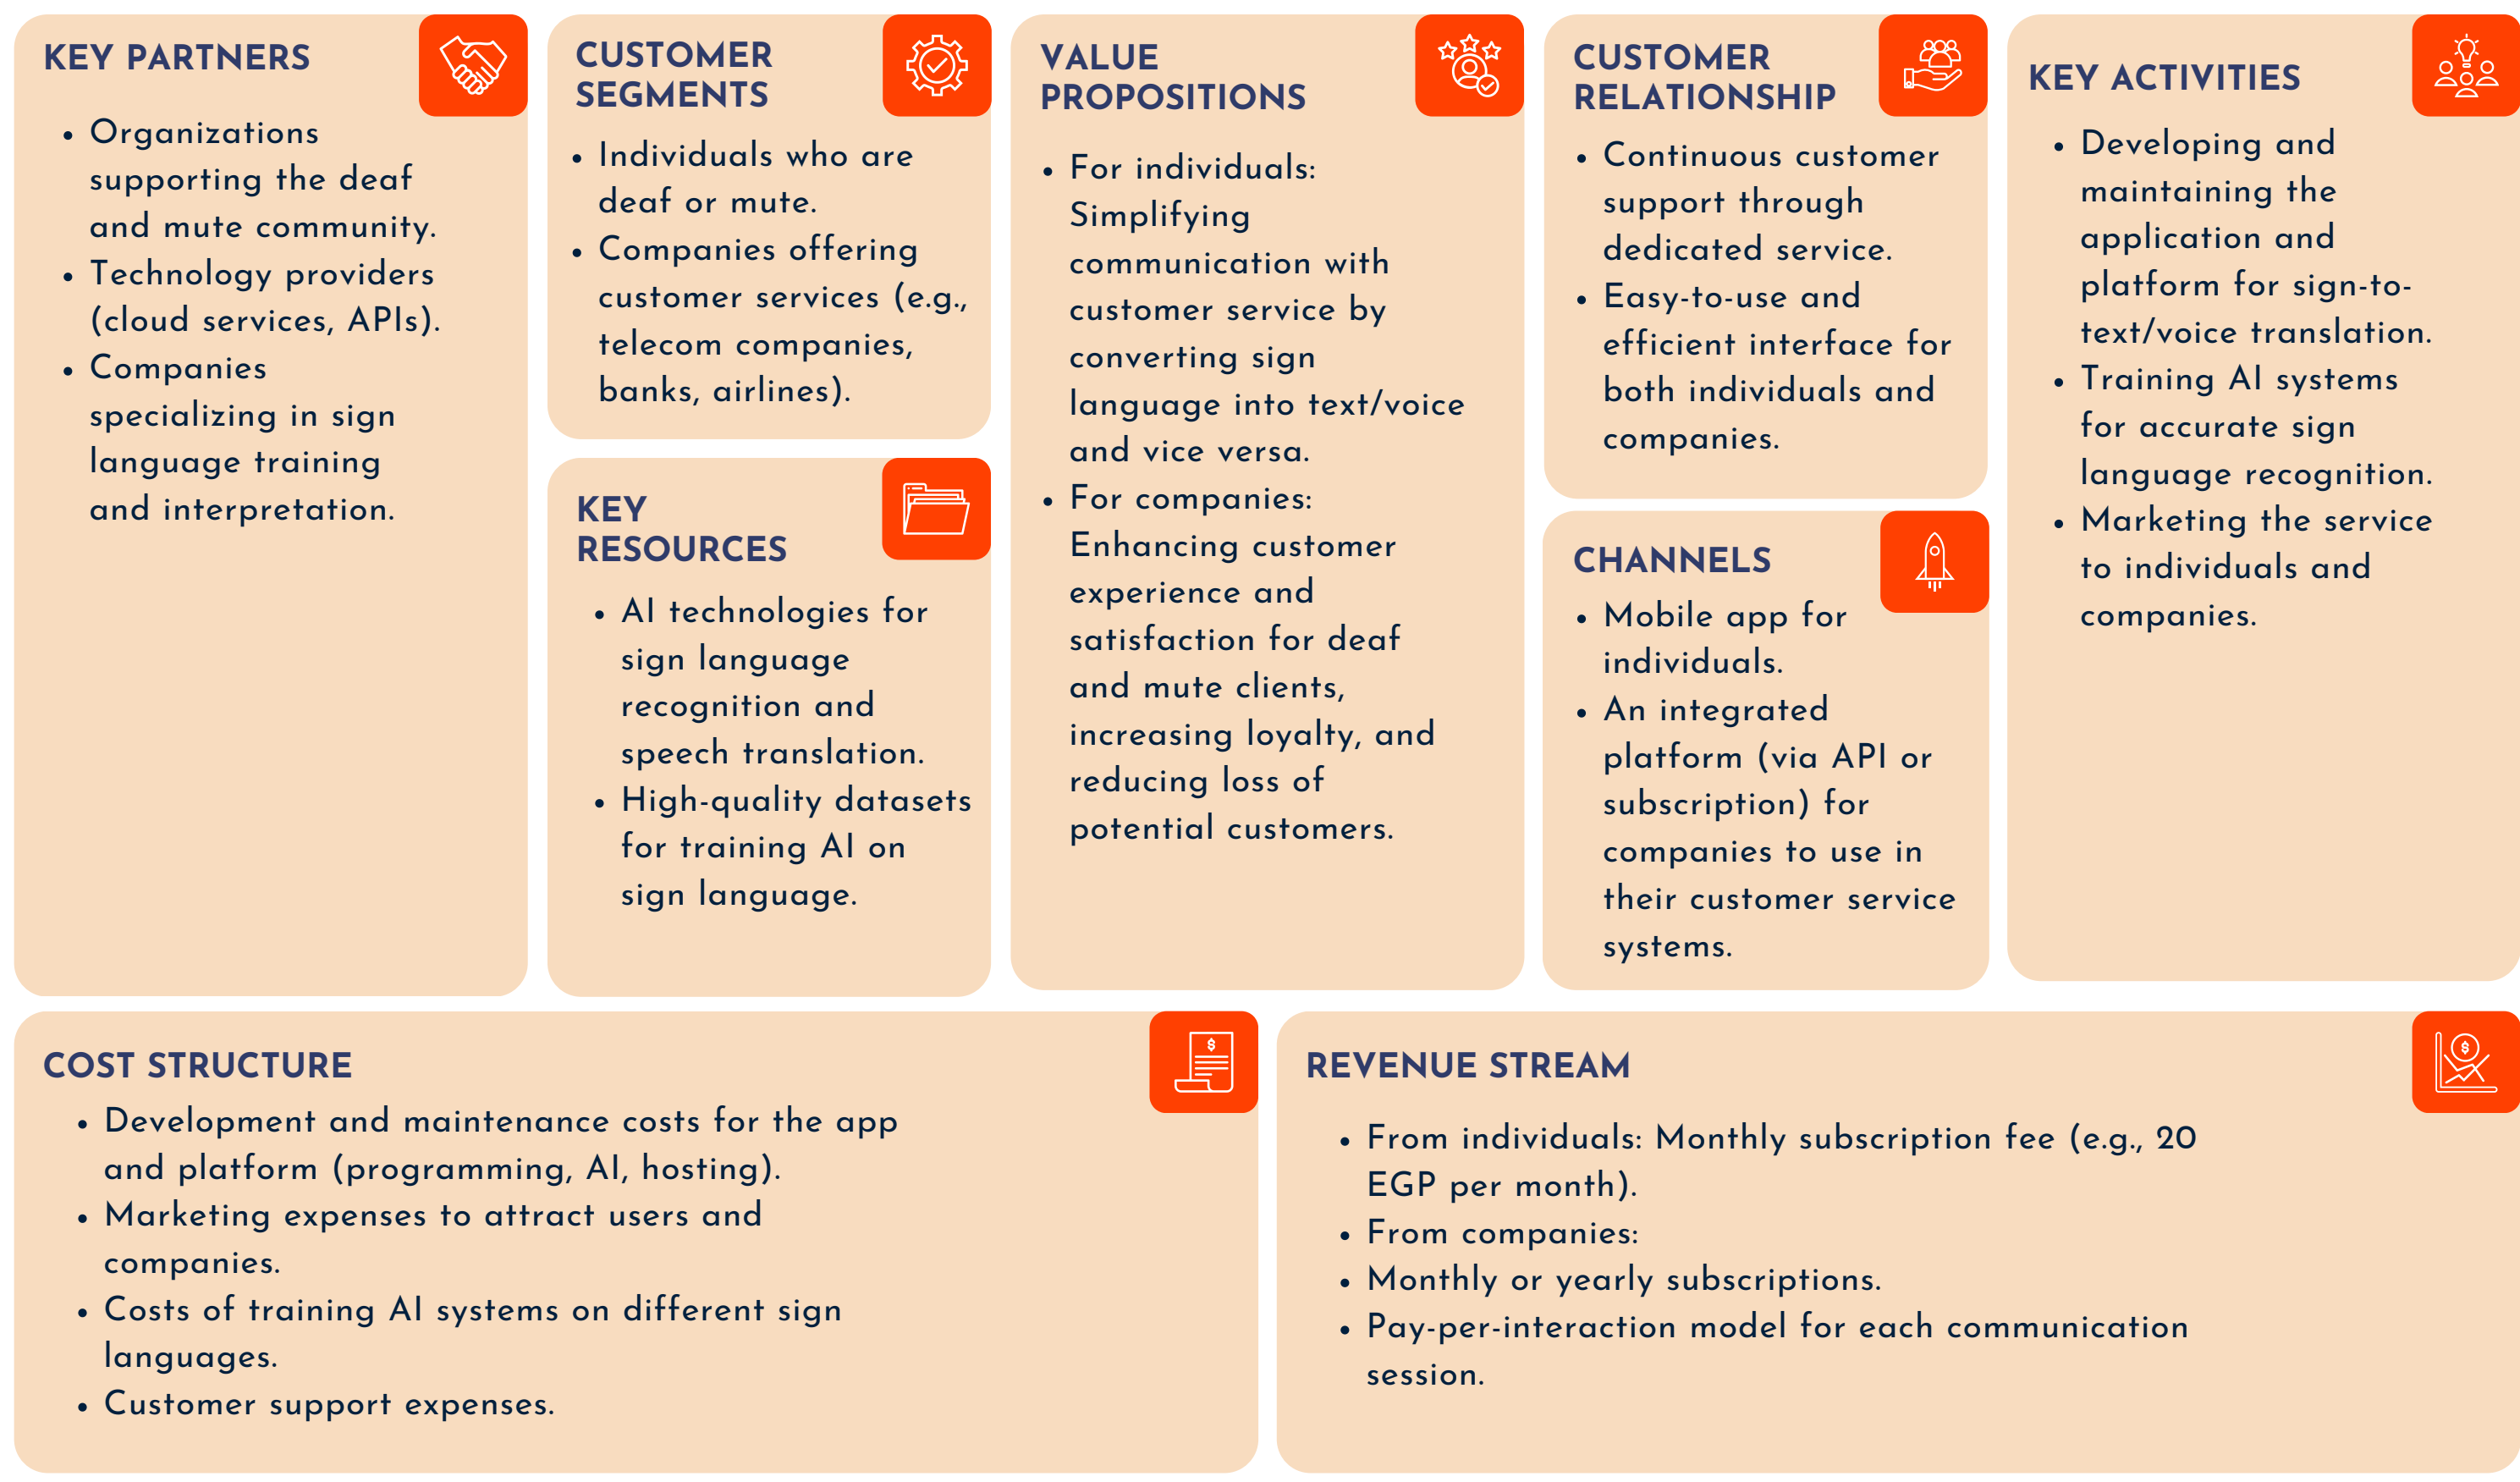 KEY PARTNERS
• Organizations
supporting the deaf
and mute community.
• Technology providers
(cloud services, APIs).
• Companies
specializing in sign
language training
and interpretation.
CUSTOMER
SEGMENTS
• Individuals who are
deaf or mute.
• Companies offering
customer services (e.g.,
telecom companies,
banks, airlines).
KEY
RESOURCES
• AI technologies for
sign language
recognition and
speech translation.
• High-quality datasets
for training AI on
sign language.
VALUE
PROPOSITIONS
• For individuals:
Simplifying
communication with
customer service by
converting sign
language into text/voice
and vice versa.
• For companies:
Enhancing customer
experience and
satisfaction for deaf
and mute clients,
increasing loyalty, and
reducing loss of
potential customers.
CUSTOMER
RELATIONSHIP
• Continuous customer
support through
dedicated service.
• Easy-to-use and
efficient interface for
both individuals and
companies.
CHANNELS
• Mobile app for
individuals.
• An integrated
platform (via API or
subscription) for
companies to use in
their customer service
systems.
KEY ACTIVITIES
• Developing and
maintaining the
application and
platform for sign-to-
text/voice translation.
• Training AI systems
for accurate sign
language recognition.
• Marketing the service
to individuals and
companies.
COST STRUCTURE
• Development and maintenance costs for the app
and platform (programming, AI, hosting).
• Marketing expenses to attract users and
companies.
• Costs of training AI systems on different sign
languages.
• Customer support expenses.
REVENUE STREAM
• From individuals: Monthly subscription fee (e.g., 20
EGP per month).
• From companies:
• Monthly or yearly subscriptions.
• Pay-per-interaction model for each communication
session.